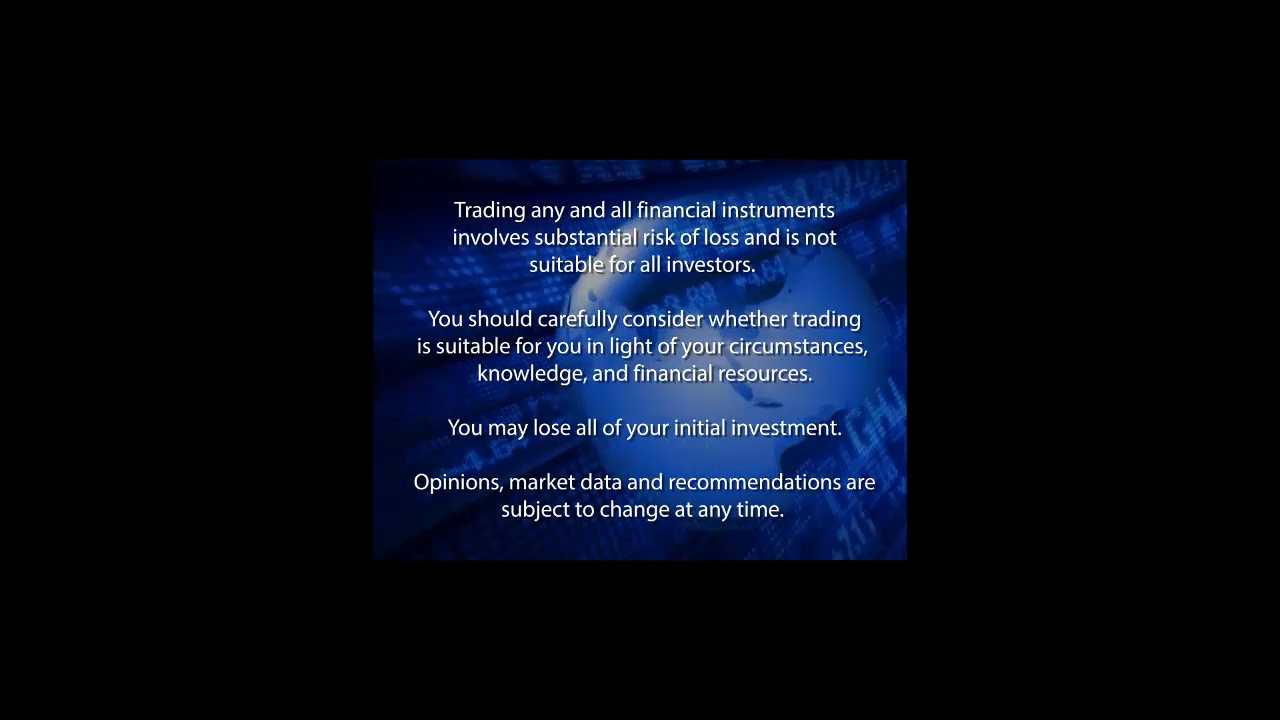 Trading any and all financial instruments
involves substantial risk of loss and is not
suitable for all investors.
You should carefully consider whether trading
is suitable for you in light of your circumstances,
knowledge, and financial resources.
You may lose all of your initial investment.
Opinions, market data and recommendations are
subject to change at any time.